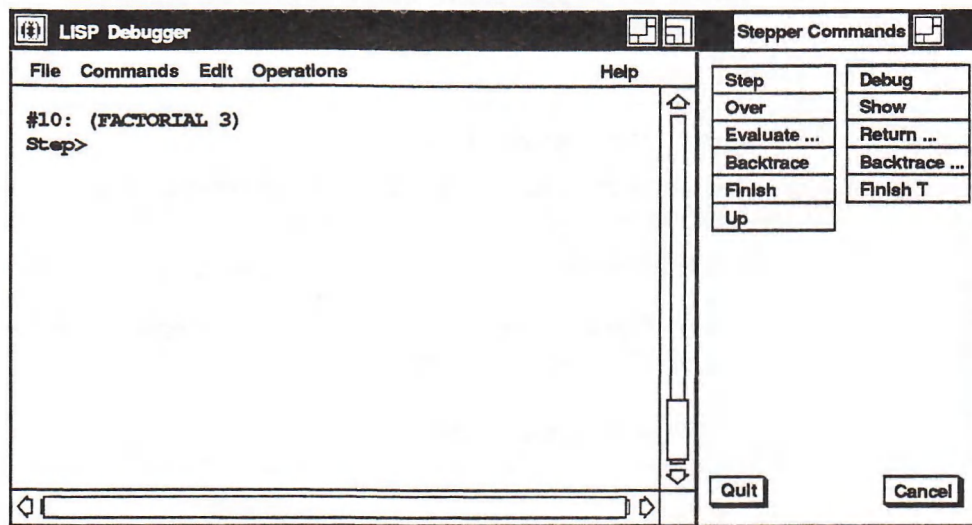 LISP Debugger
Stepper Commands
File Commands Edit Operations Help
#10: (FACTORIAL 3)
Step>
Step Debug
Over Show
Evaluate ... Return ...
Backtrace Backtrace ...
Finish Finish T
Up
Quit Cancel